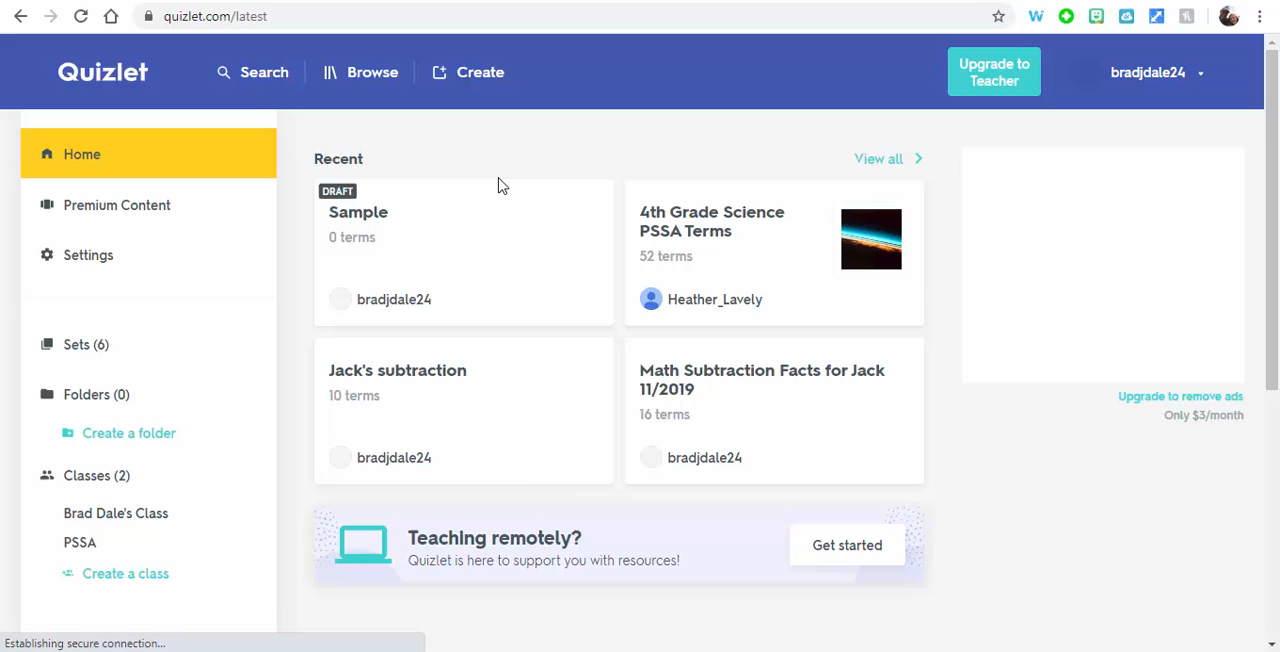 quizlet.com/latest
W
Quizlet
Search
Browse
Create
Upgrade to
Teacher
bradjdale24
Home
Premium Content
Settings
Sets (6)
Folders (0)
Create a folder
Classes (2)
Brad Dale's Class
PSSA
Create a class
Recent
View all
DRAFT
Sample
0 terms
bradjdale24
4th Grade Science
PSSA Terms
52 terms
Heather_Lavely
Jack's subtraction
10 terms
bradjdale24
Math Subtraction Facts for Jack
11/2019
16 terms
bradjdale24
Teaching remotely?
Quizlet is here to support you with resources!
Get started
Upgrade to remove ads
Only $3/month
Establishing secure connection...